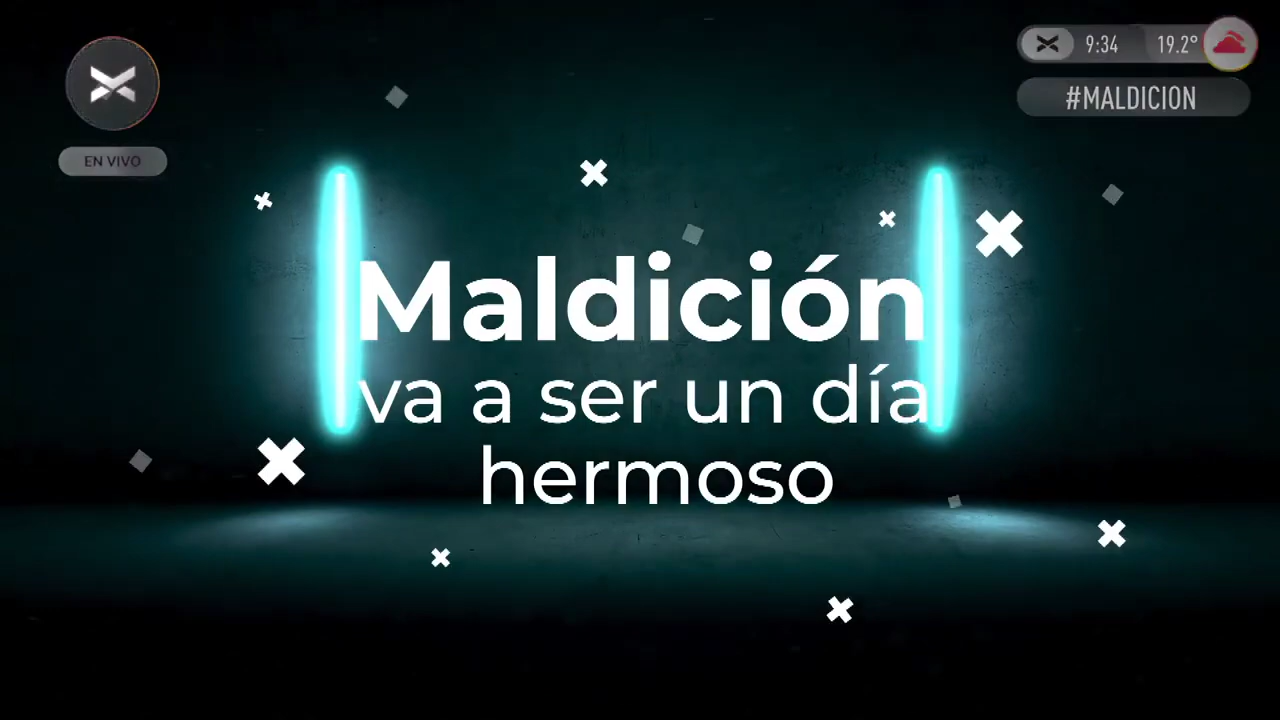 EN VIVO
9:34 19.2°
#MALDICION
Maldición
va a ser un día
hermoso